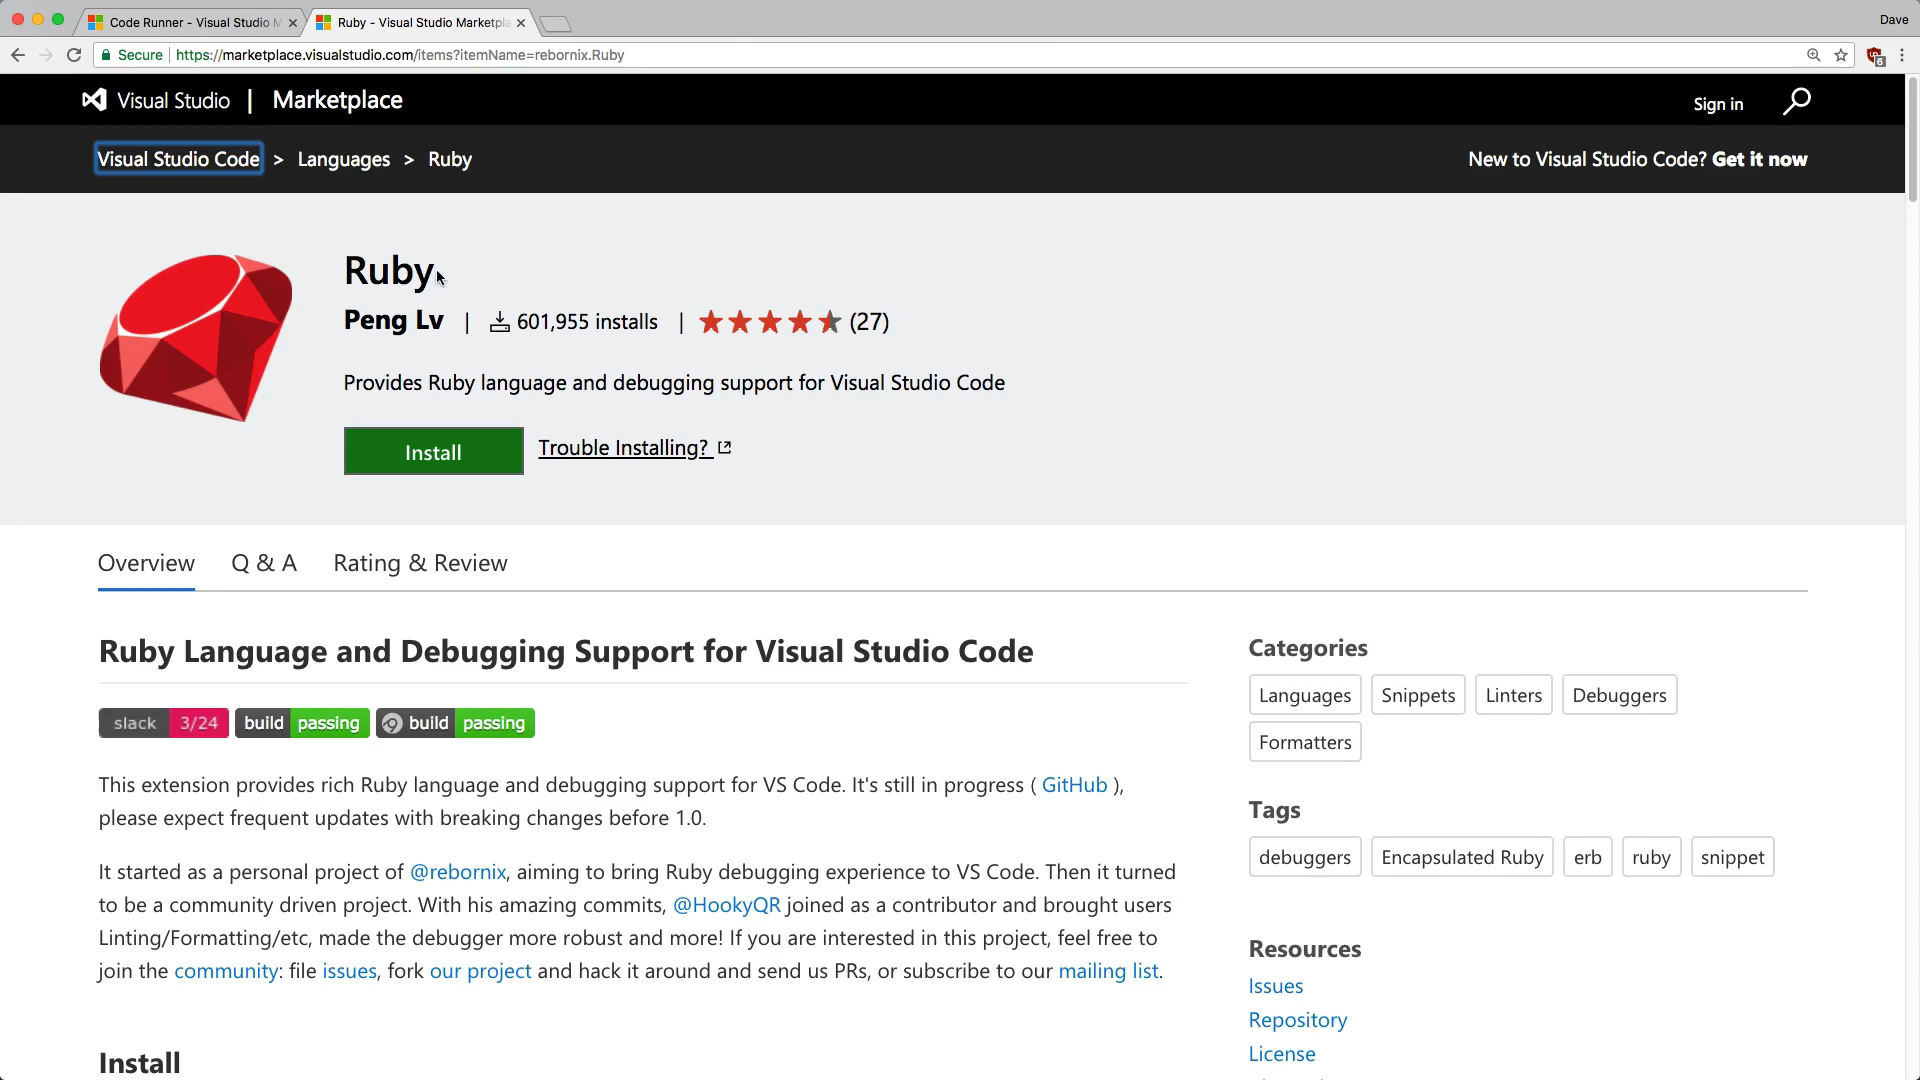 Code Runner - Visual Studio M
Ruby - Visual Studio Marketpla
Dave
Secure https://marketplace.visualstudio.com/items?itemName=rebornix.Ruby
6
Visual Studio | Marketplace
Sign in
Visual Studio Code > Languages > Ruby
New to Visual Studio Code? Get it now
Ruby
Peng Lv | 601,955 installs | (27)
Provides Ruby language and debugging support for Visual Studio Code
Install
Trouble Installing?
Overview
Q & A
Rating & Review
Ruby Language and Debugging Support for Visual Studio Code
slack 3/24 build passing build passing
This extension provides rich Ruby language and debugging support for VS Code. It's still in progress ( GitHub ),
please expect frequent updates with breaking changes before 1.0.
It started as a personal project of @rebornix, aiming to bring Ruby debugging experience to VS Code. Then it turned
to be a community driven project. With his amazing commits, @HookyQR joined as a contributor and brought users
Linting/Formatting/etc, made the debugger more robust and more! If you are interested in this project, feel free to
join the community: file issues, fork our project and hack it around and send us PRs, or subscribe to our mailing list.
Install
Categories
Languages Snippets Linters Debuggers
Formatters
Tags
debuggers Encapsulated Ruby erb ruby snippet
Resources
Issues
Repository
License